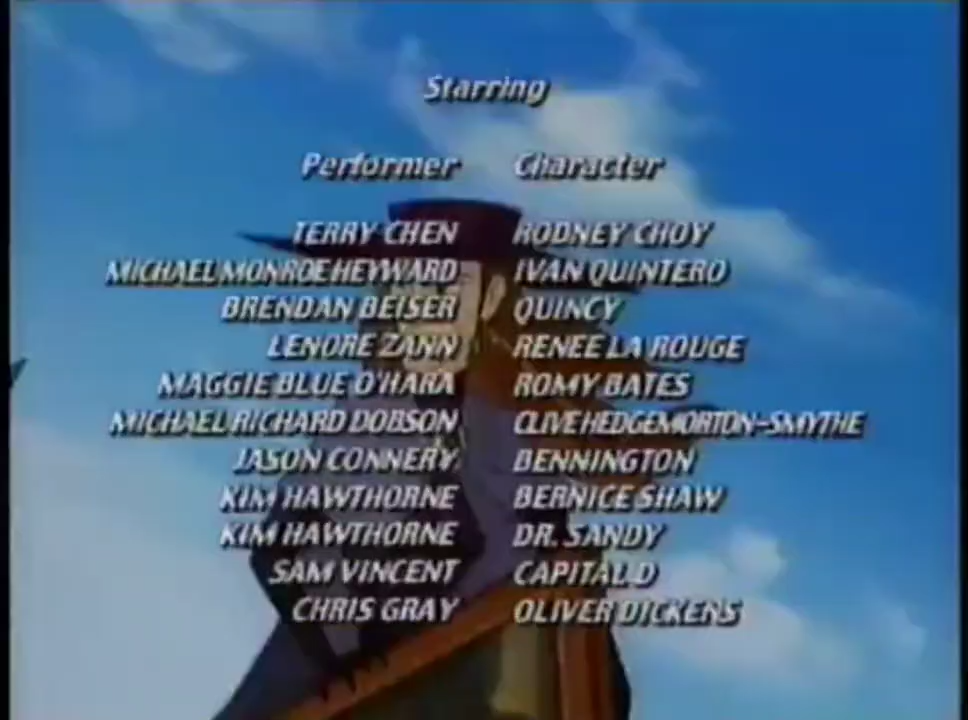 Starring
Performer Character
TERRY CHEN RODNEY CHOY
MICHAEL MONROE HEYWARD IVAN QUINTERO
BRENDAN BEISER QUINCY
LENORE ZANN RENEE LA ROUGE
MAGGIE BLUE O'HARA ROMY BATES
MICHAEL RICHARD DOBSON CLIVE HEDGEMORTON-SMYTHE
JASON CONNERY BENNINGTON
KIM HAWTHORNE BERNICE SHAW
KIM HAWTHORNE DR. SANDY
SAM VINCENT CAPITAL D
CHRIS GRAY OLIVER DICKENS